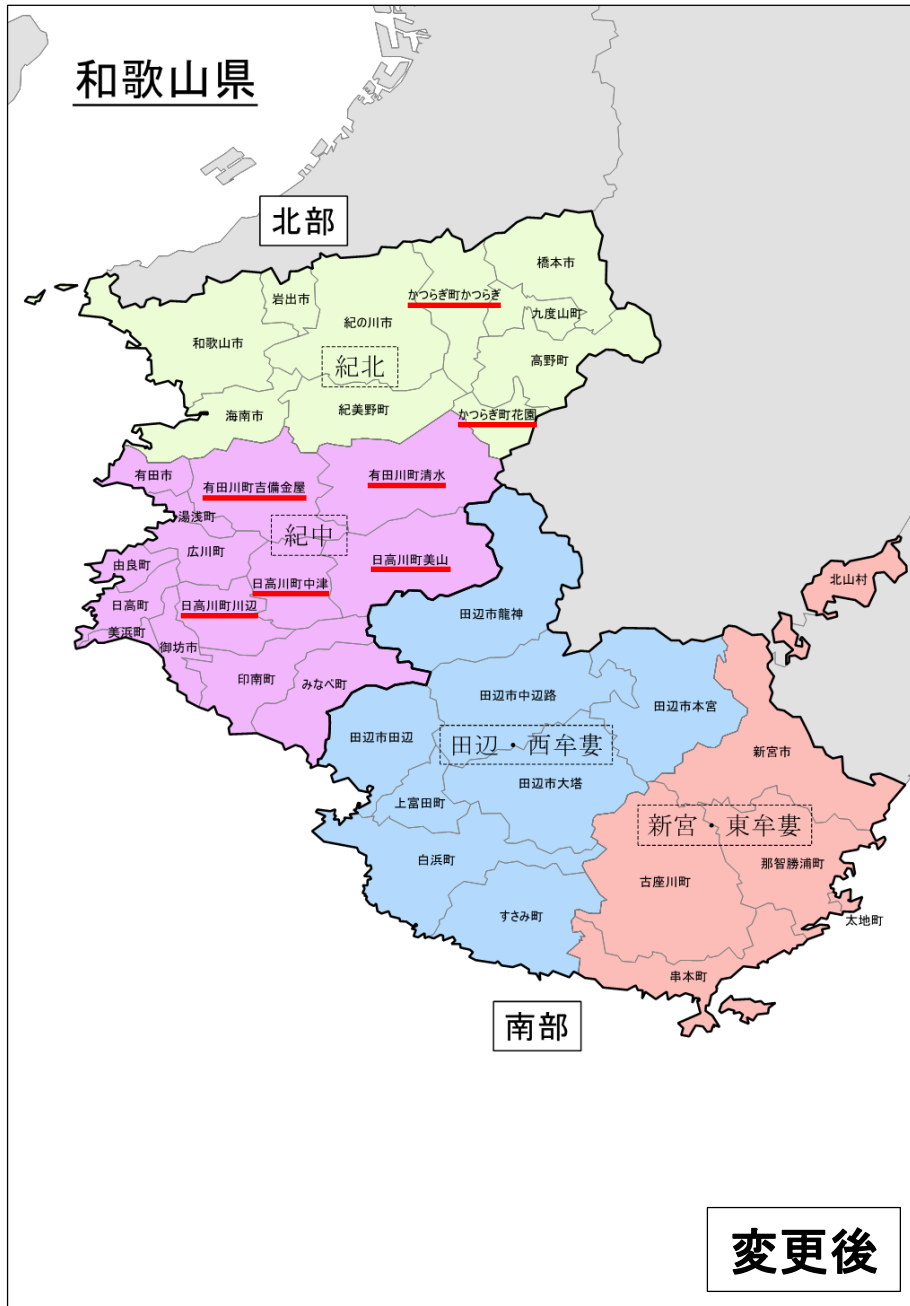 和歌山県
北部
橋本市
岩出市
かつらぎ町かつらぎ
九度山町
紀の川市
和歌山市
高野町
紀北
紀美野町
海南市
かつらぎ町花園
有田市
有田川町清水
有田川町吉備金屋
湯浅町
紀中
広川町
由良町
日高川町美山
日高川町中津
北山村
日高町
日高川町川辺
田辺市龍神
美浜町
御坊市
印南町
みなべ町
田辺市中辺路
田辺市本宮
田辺市田辺
田辺・西牟婁
新宮市
田辺市大塔
上富田町
新宮・東牟婁
白浜町
那智勝浦町
古座川町
すさみ町
太地町
串本町
南部
変更後